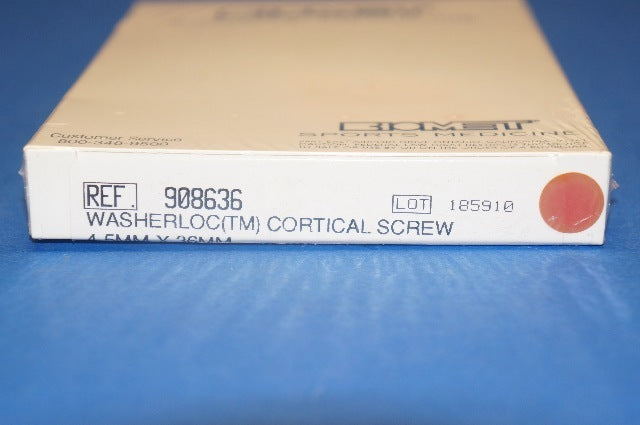 BIOMET
SPORTS MEDICINE
Customer Service
800-348-9500
REF. 908636
LOT 185910
WASHERLOC(TM) CORTICAL SCREW
4.5MM X 36MM